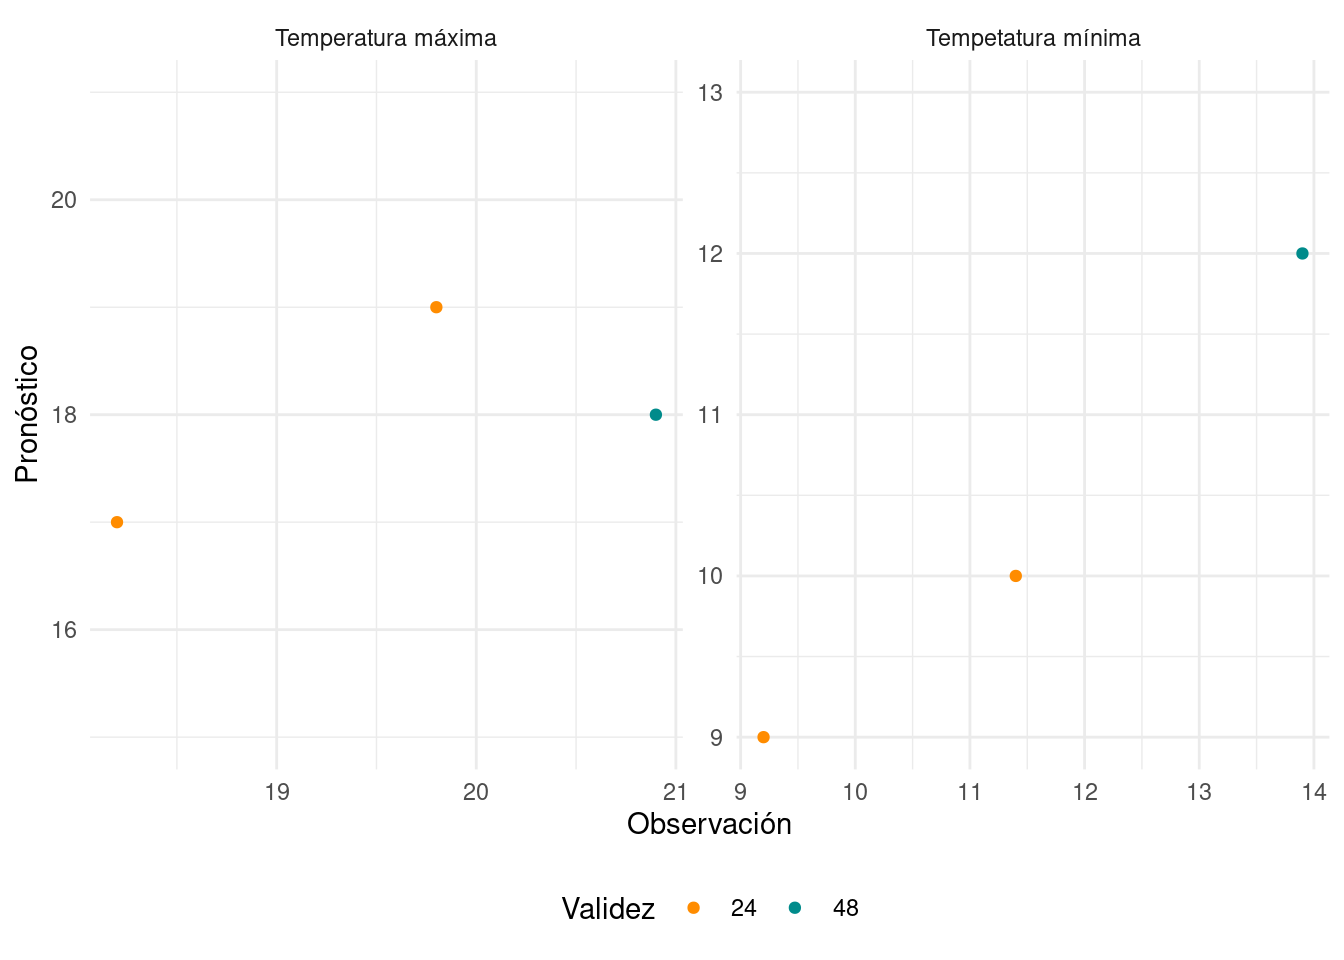 Temperatura máxima
Tempetatura mínima
Pronóstico
20
18
16
13
12
11
10
9
19 20 21
9 10 11 12 13 14
Observación
Validez 24 48